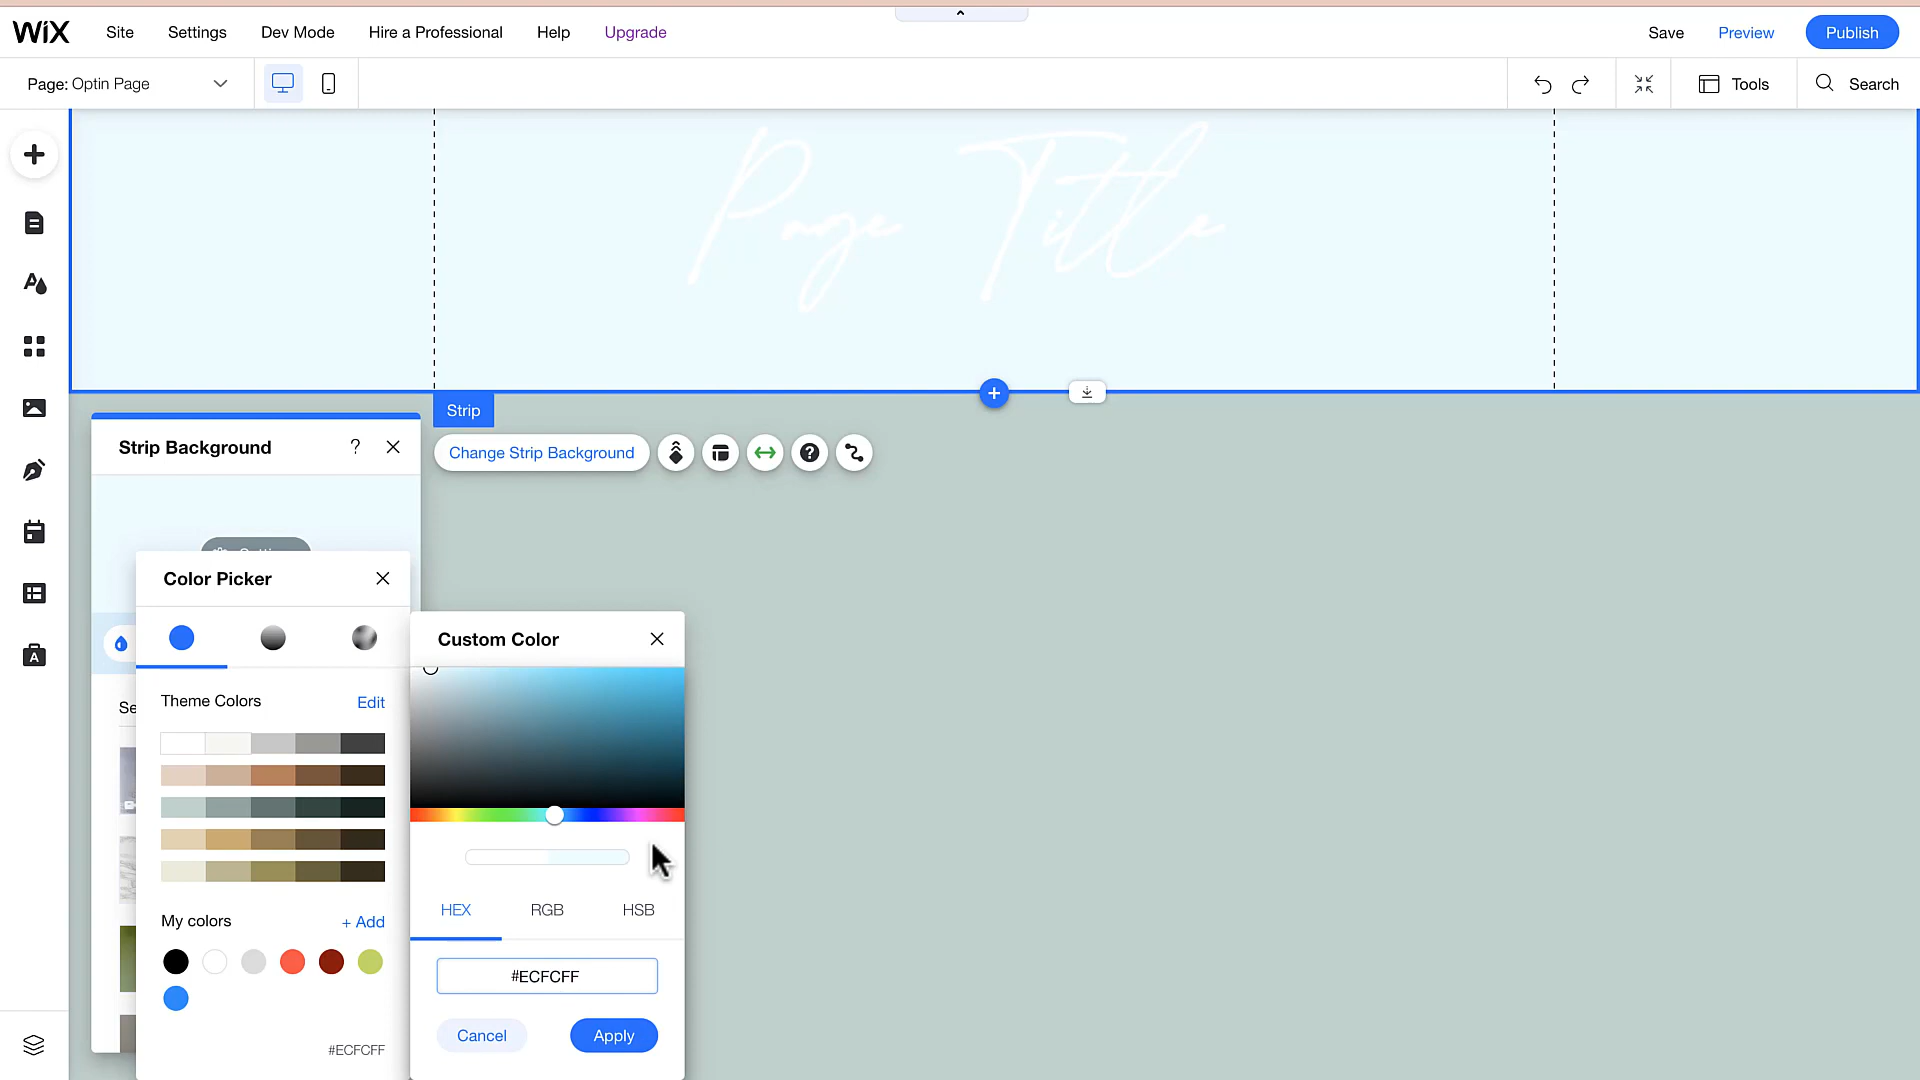 WiX
Site
Settings
Dev Mode
Hire a Professional
Help
Upgrade
Save
Preview
Publish
Page: Optin Page
Tools
Search
Page Title
Strip
Change Strip Background
Strip Background
?
Color Picker
Custom Color
Theme Colors
Edit
Se
HEX
RGB
HSB
My colors
+ Add
#ECFCFF
Cancel
Apply
#ECFCFF